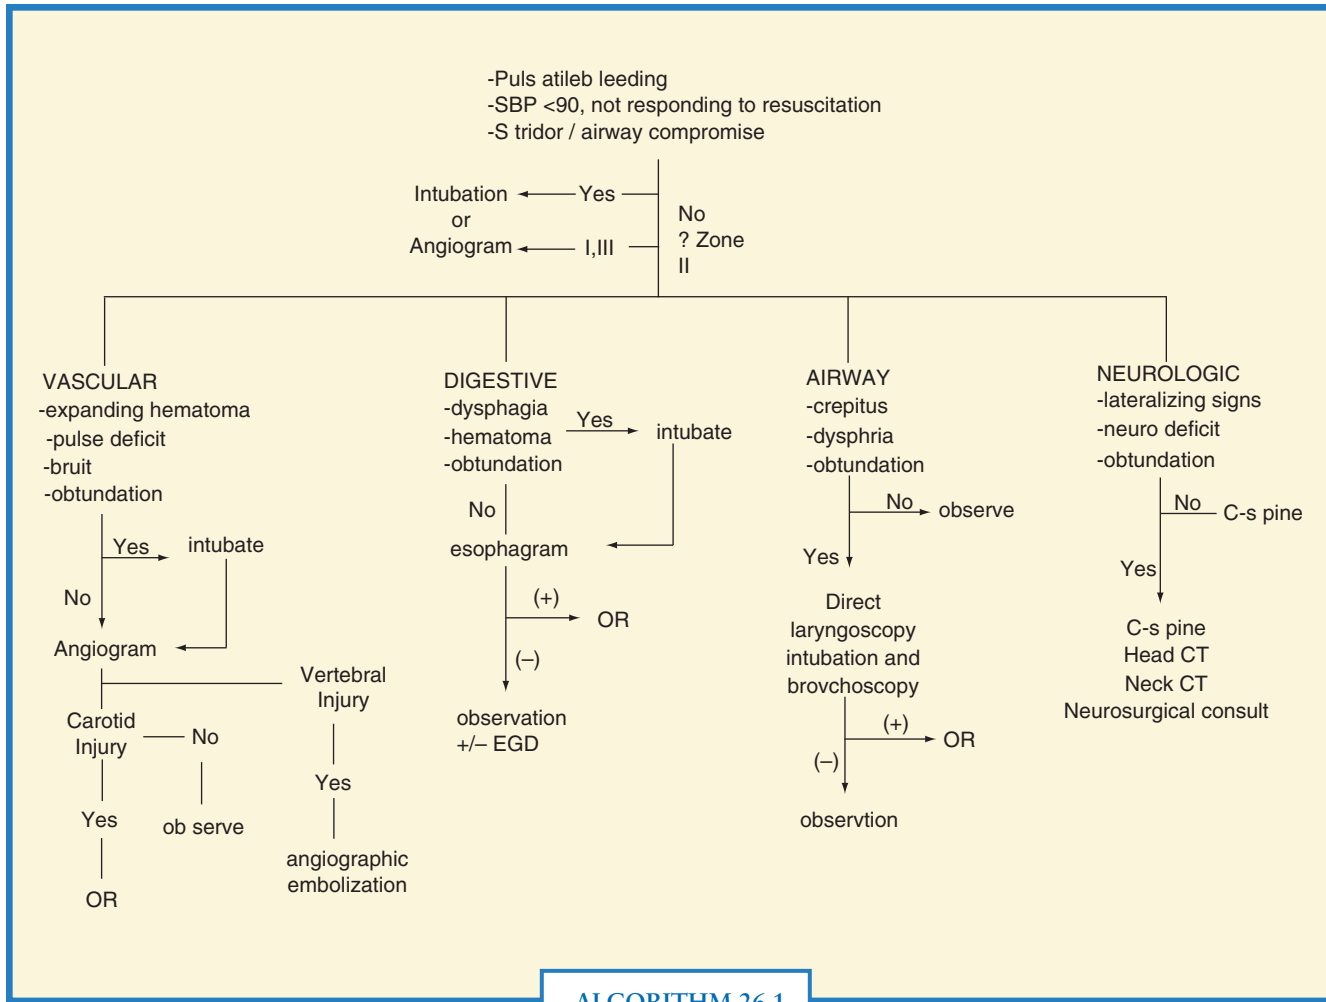 -Puls atileb leeding
-SBP <90, not responding to resuscitation
-S tridor / airway compromise
Intubation
or
Angiogram
Yes
I,III
No
? Zone
II
VASCULAR
-expanding hematoma
-pulse deficit
-bruit
-obtundation
Yes
intubate
No
Angiogram
Vertebral
Injury
Carotid
Injury
No
Yes
ob serve
OR
Yes
angiographic
embolization
DIGESTIVE
-dysphagia
-hematoma
-obtundation
Yes
intubate
No
esophagram
(+)
OR
(–)
observation
+/– EGD
AIRWAY
-crepitus
-dysphria
-obtundation
No
observe
Yes
Direct
laryngoscopy
intubation and
brovchoscopy
(+)
OR
(–)
observtion
NEUROLOGIC
-lateralizing signs
-neuro deficit
-obtundation
No
C-s pine
Yes
C-s pine
Head CT
Neck CT
Neurosurgical consult
ALGORITHM 26-1